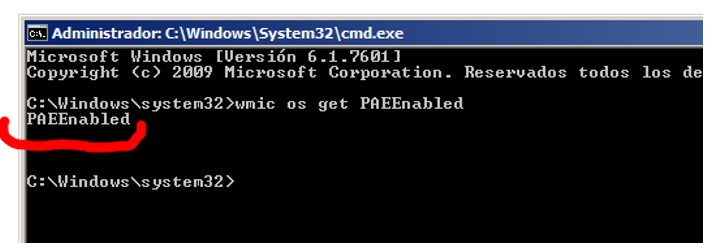 Administrador: C:\Windows\System32\cmd.exe
Microsoft Windows [Versión 6.1.7601]
Copyright (c) 2009 Microsoft Corporation. Reservados todos los de
C:\Windows\system32>wmic os get PAEEnabled
PAEEnabled
C:\Windows\system32>